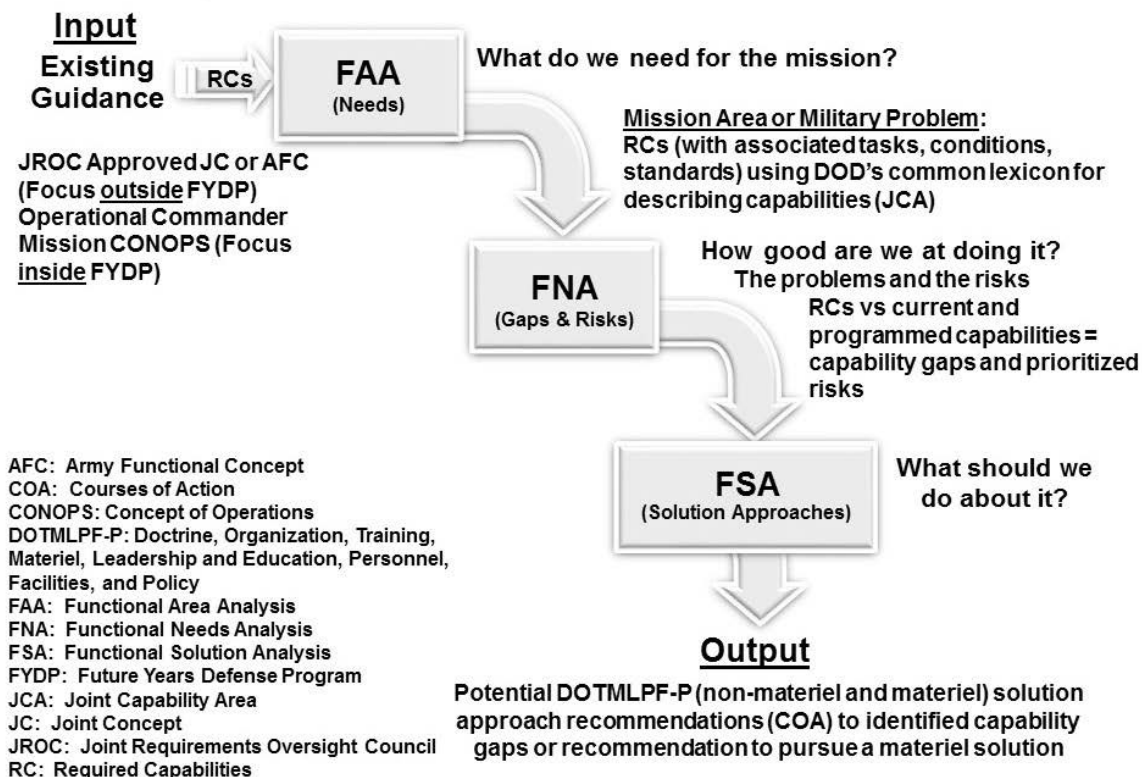 Input
Existing
Guidance
RCs
FAA
(Needs)
What do we need for the mission?
JROC Approved JC or AFC
(Focus outside FYDP)
Operational Commander
Mission CONOPS (Focus
inside FYDP)
Mission Area or Military Problem:
RCs (with associated tasks, conditions,
standards) using DOD's common lexicon for
describing capabilities (JCA)
FNA
(Gaps & Risks)
How good are we at doing it?
The problems and the risks
RCs vs current and
programmed capabilities =
capability gaps and prioritized
risks
FSA
(Solution Approaches)
What should we
do about it?
AFC: Army Functional Concept
COA: Courses of Action
CONOPS: Concept of Operations
DOTMLPF-P: Doctrine, Organization, Training,
Materiel, Leadership and Education, Personnel,
Facilities, and Policy
FAA: Functional Area Analysis
FNA: Functional Needs Analysis
FSA: Functional Solution Analysis
FYDP: Future Years Defense Program
JCA: Joint Capability Area
JC: Joint Concept
JROC: Joint Requirements Oversight Council
RC: Required Capabilities
Output
Potential DOTMLPF-P (non-materiel and materiel) solution
approach recommendations (COA) to identified capability
gaps or recommendation to pursue a materiel solution